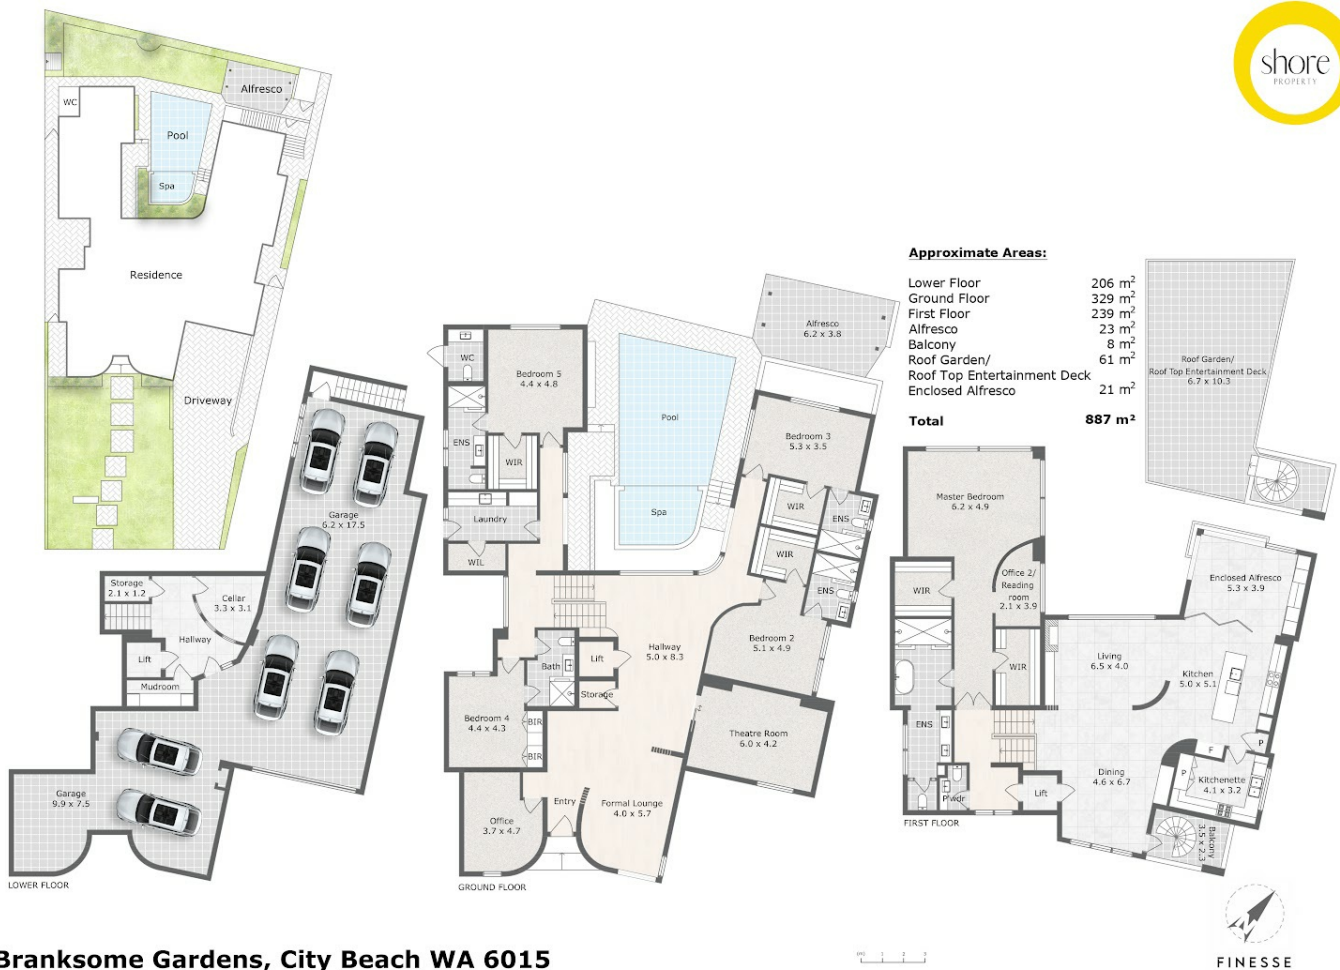 shore
PROPERTY
Alfresco
WC
Pool
Spa
Residence
Driveway
Approximate Areas:
Lower Floor 206 m²
Ground Floor 329 m²
First Floor 239 m²
Alfresco 23 m²
Balcony 8 m²
Roof Garden/ 61 m²
Roof Top Entertainment Deck
Enclosed Alfresco 21 m²
Total 887 m²
Garage
6.2 x 17.5
Storage
2.1 x 1.2
Cellar
3.3 x 3.1
Hallway
Lift
Mudroom
Garage
9.9 x 7.5
LOWER FLOOR
Alfresco
6.2 x 3.8
WC
Bedroom 5
4.4 x 4.8
Pool
Bedroom 3
5.3 x 3.5
ENS
WIR
WIR
ENS
Laundry
Spa
WIL
WIR
ENS
Bedroom 2
5.1 x 4.9
Hallway
5.0 x 8.3
Lift
Bath
Storage
Bedroom 4
4.4 x 4.3
BIR
BIR
Theatre Room
6.0 x 4.2
Office
3.7 x 4.7
Entry
Formal Lounge
4.0 x 5.7
GROUND FLOOR
Roof Garden/
Roof Top Entertainment Deck
6.7 x 10.3
Master Bedroom
6.2 x 4.9
Office 2/
Reading
room
2.1 x 3.9
Enclosed Alfresco
5.3 x 3.9
WIR
WIR
Living
6.5 x 4.0
Kitchen
5.0 x 5.1
ENS
P
F
P
Dining
4.6 x 6.7
Kitchenette
4.1 x 3.2
P'wdr
Lift
Balcony
3.5 x 2.3
FIRST FLOOR
Branksome Gardens, City Beach WA 6015
1 2 3
FINESSE